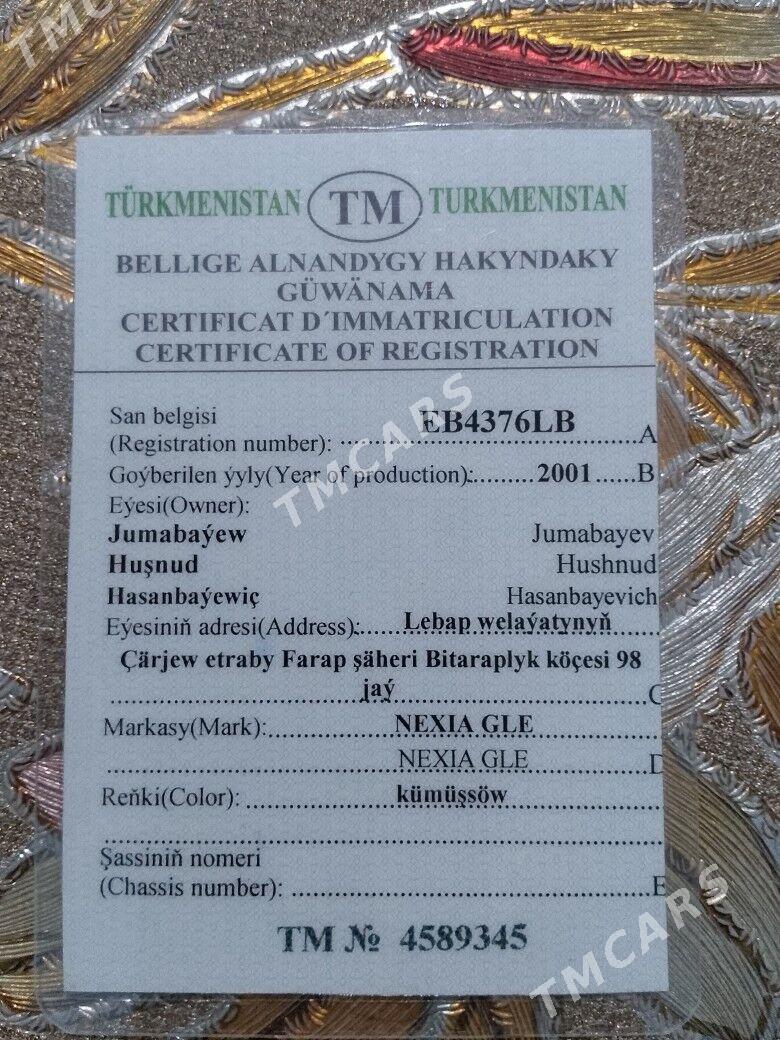 TÜRKMENISTAN TM TURKMENISTAN
BELLIGE ALNANDYGY HAKYNDAKY
GÜWÄNAMA
CERTIFICAT D´IMMATRICULATION
CERTIFICATE OF REGISTRATION
San belgisi
(Registration number): EB4376LB A
Goýberilen ýyly(Year of production): 2001 B
Eýesi(Owner):
Jumabaýew Jumabayev
Huşnud Hushnud
Hasanbaýewiç Hasanbayevich
Eýesiniň adresi(Address): Lebap welaýatynyň
Çärjew etraby Farap şäheri Bitaraplyk köçesi 98
jaý C
Markasy(Mark): NEXIA GLE
NEXIA GLE D
Reňki(Color): kümüşsöw
Şassiniň nomeri
(Chassis number): E
TM № 4589345
TMCARS
TMCARS
TMCARS